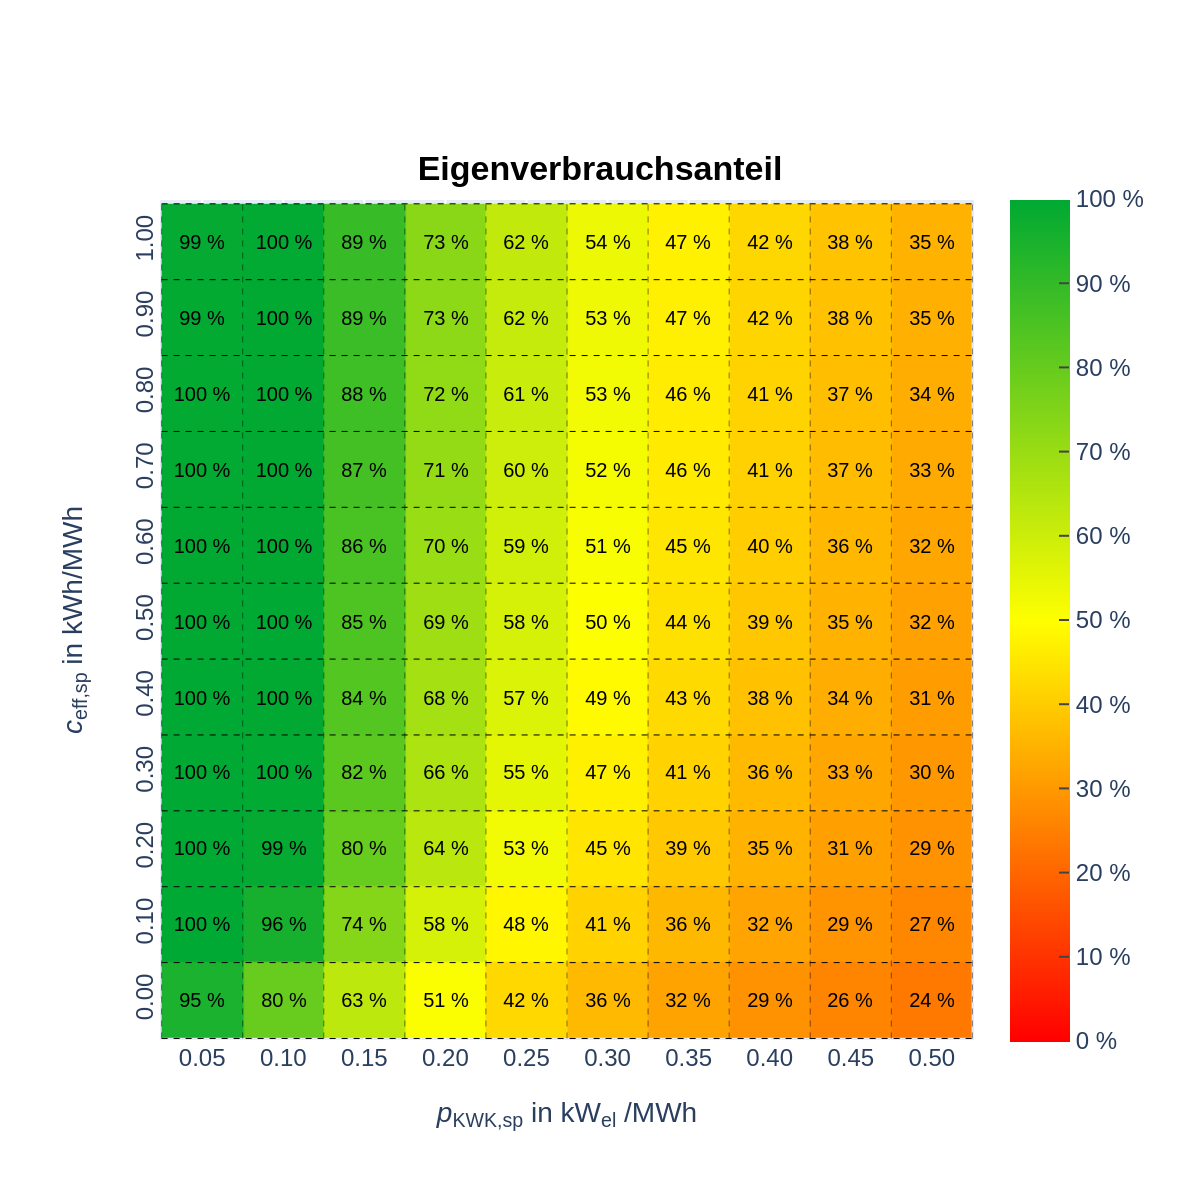 Eigenverbrauchsanteil
1.00 99 % 100 % 89 % 73 % 62 % 54 % 47 % 42 % 38 % 35 %
0.90 99 % 100 % 89 % 73 % 62 % 53 % 47 % 42 % 38 % 35 %
0.80 100 % 100 % 88 % 72 % 61 % 53 % 46 % 41 % 37 % 34 %
0.70 100 % 100 % 87 % 71 % 60 % 52 % 46 % 41 % 37 % 33 %
0.60 100 % 100 % 86 % 70 % 59 % 51 % 45 % 40 % 36 % 32 %
0.50 100 % 100 % 85 % 69 % 58 % 50 % 44 % 39 % 35 % 32 %
0.40 100 % 100 % 84 % 68 % 57 % 49 % 43 % 38 % 34 % 31 %
0.30 100 % 100 % 82 % 66 % 55 % 47 % 41 % 36 % 33 % 30 %
0.20 100 % 99 % 80 % 64 % 53 % 45 % 39 % 35 % 31 % 29 %
0.10 100 % 96 % 74 % 58 % 48 % 41 % 36 % 32 % 29 % 27 %
0.00 95 % 80 % 63 % 51 % 42 % 36 % 32 % 29 % 26 % 24 %
0.05 0.10 0.15 0.20 0.25 0.30 0.35 0.40 0.45 0.50
p KWK,sp in kW el /MWh
c eff,sp in kWh/MWh
100 %
90 %
80 %
70 %
60 %
50 %
40 %
30 %
20 %
10 %
0 %